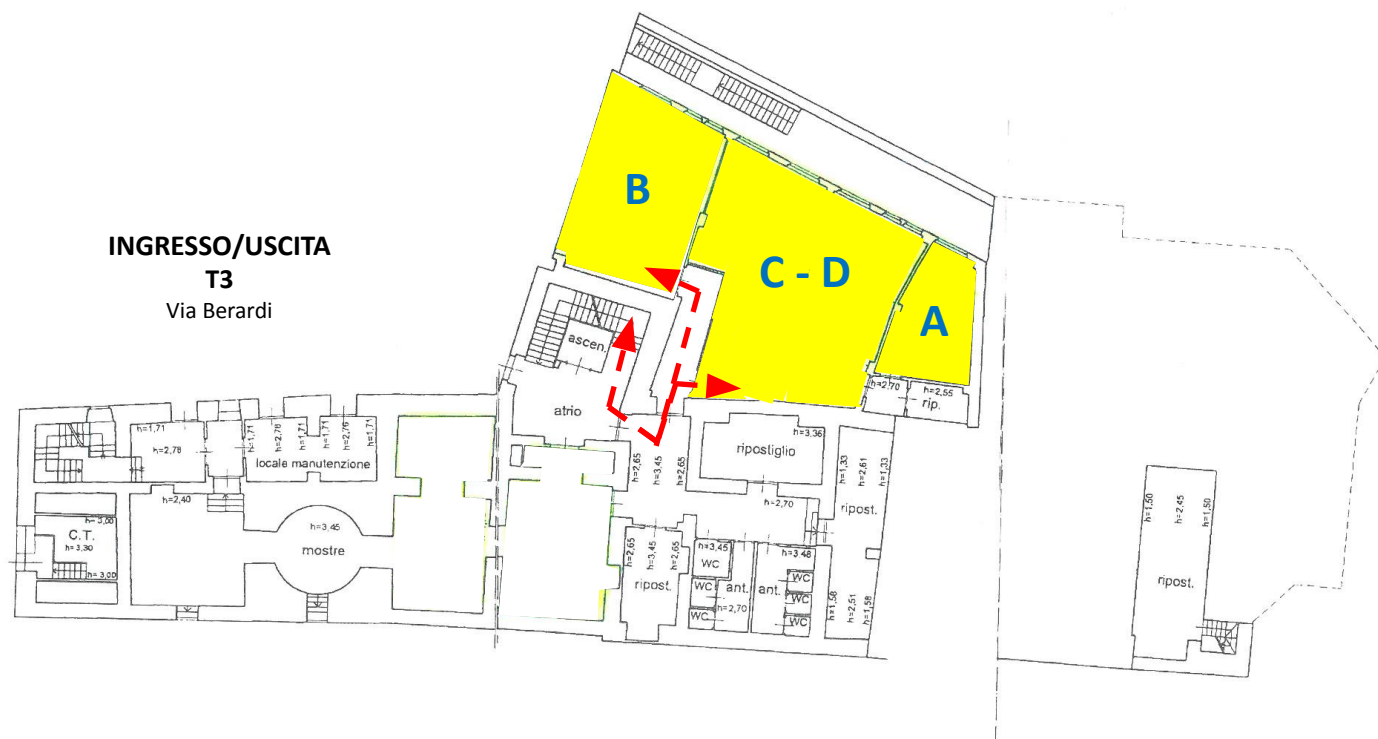 INGRESSO/USCITA
T3
Via Berardi
B
C - D
A
ascen.
atrio
h=2.70
h=2,55
rip.
h=1,71
h=2,78
h=1,71
h=2,78
h=1,71
h=2,76
h=1,71
locale manutenzione
h=2,40
h=3,45
mostre
h=3,00
C.T.
h=3,30
h=3,00
h=2,65
h=3,45
h=2,65
h=3,36
ripostiglio
h=2,70
h=1,33
h=2,61
h=1,33
ripost.
h=2,65
h=3,45
h=2,65
ripost.
h=3,45
WC
WC
WC
ant.
h=2,70
ant.
h=3,48
WC
WC
WC
h=1,58
h=2,51
h=1,58
h=1,50
h=2,45
h=1,50
ripost.